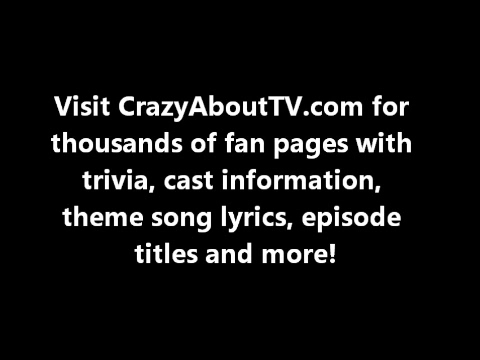 Visit CrazyAboutTV.com for
thousands of fan pages with
trivia, cast information,
theme song lyrics, episode
titles and more!